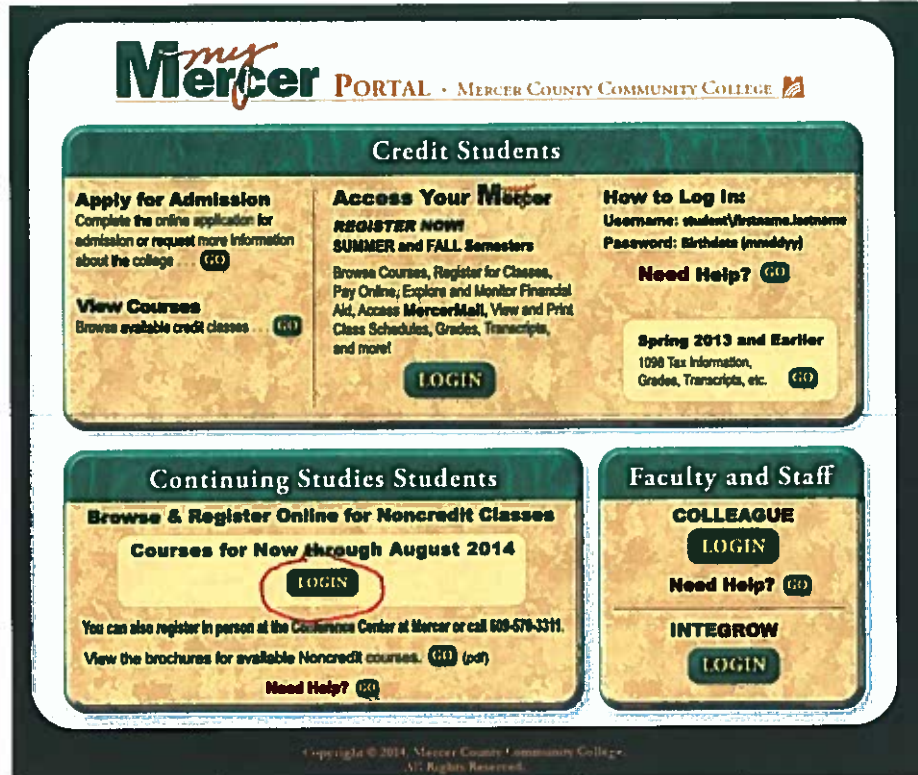 my
Mercer PORTAL · MERCER COUNTY COMMUNITY COLLEGE
Credit Students
Apply for Admission
Complete the online application for
admission or request more information
about the college . . . GO
View Courses
Browse available credit classes . . . GO
Access Your my Mercer
REGISTER NOW!
SUMMER and FALL Semesters
Browse Courses, Register for Classes,
Pay Online, Explore and Monitor Financial
Aid, Access MercerMail, View and Print
Class Schedules, Grades, Transcripts,
and more!
LOGIN
How to Log In:
Username: student\firstname.lastname
Password: Birthdate (mmddyy)
Need Help? GO
Spring 2013 and Earlier
1098 Tax Information,
Grades, Transcripts, etc. GO
Continuing Studies Students
Browse & Register Online for Noncredit Classes
Courses for Now through August 2014
LOGIN
You can also register in person at the Conference Center at Mercer or call 609-570-3311.
View the brochures for available Noncredit courses. GO (pdf)
Need Help? GO
Faculty and Staff
COLLEAGUE
LOGIN
Need Help? GO
INTEGROW
LOGIN
Copyright © 2014, Mercer County Community College.
All Rights Reserved.